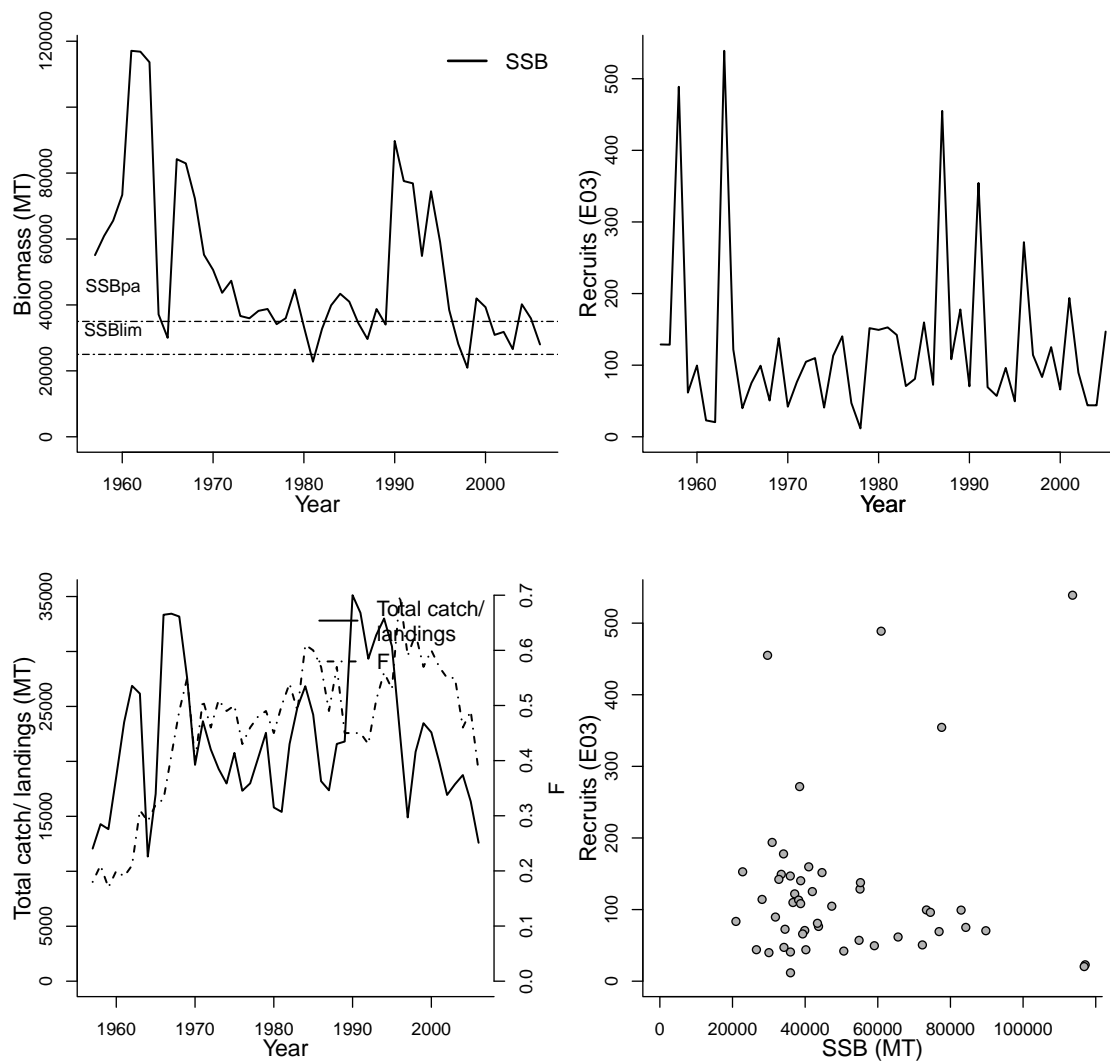 SSB
Biomass (MT)
120000
80000
60000
40000
20000
0
SSBpa
SSBlim
1960 1970 1980 1990 2000
Year
Recruits (E03)
500
400
300
200
100
0
1960 1970 1980 1990 2000
Year
Total catch/ landings (MT)
35000
25000
15000
5000
0
Total catch/
landings
F
0.7
0.6
0.5
0.4
0.3
0.2
0.1
0.0
F
1960 1970 1980 1990 2000
Year
Recruits (E03)
500
400
300
200
100
0
0 20000 40000 60000 80000 100000
SSB (MT)